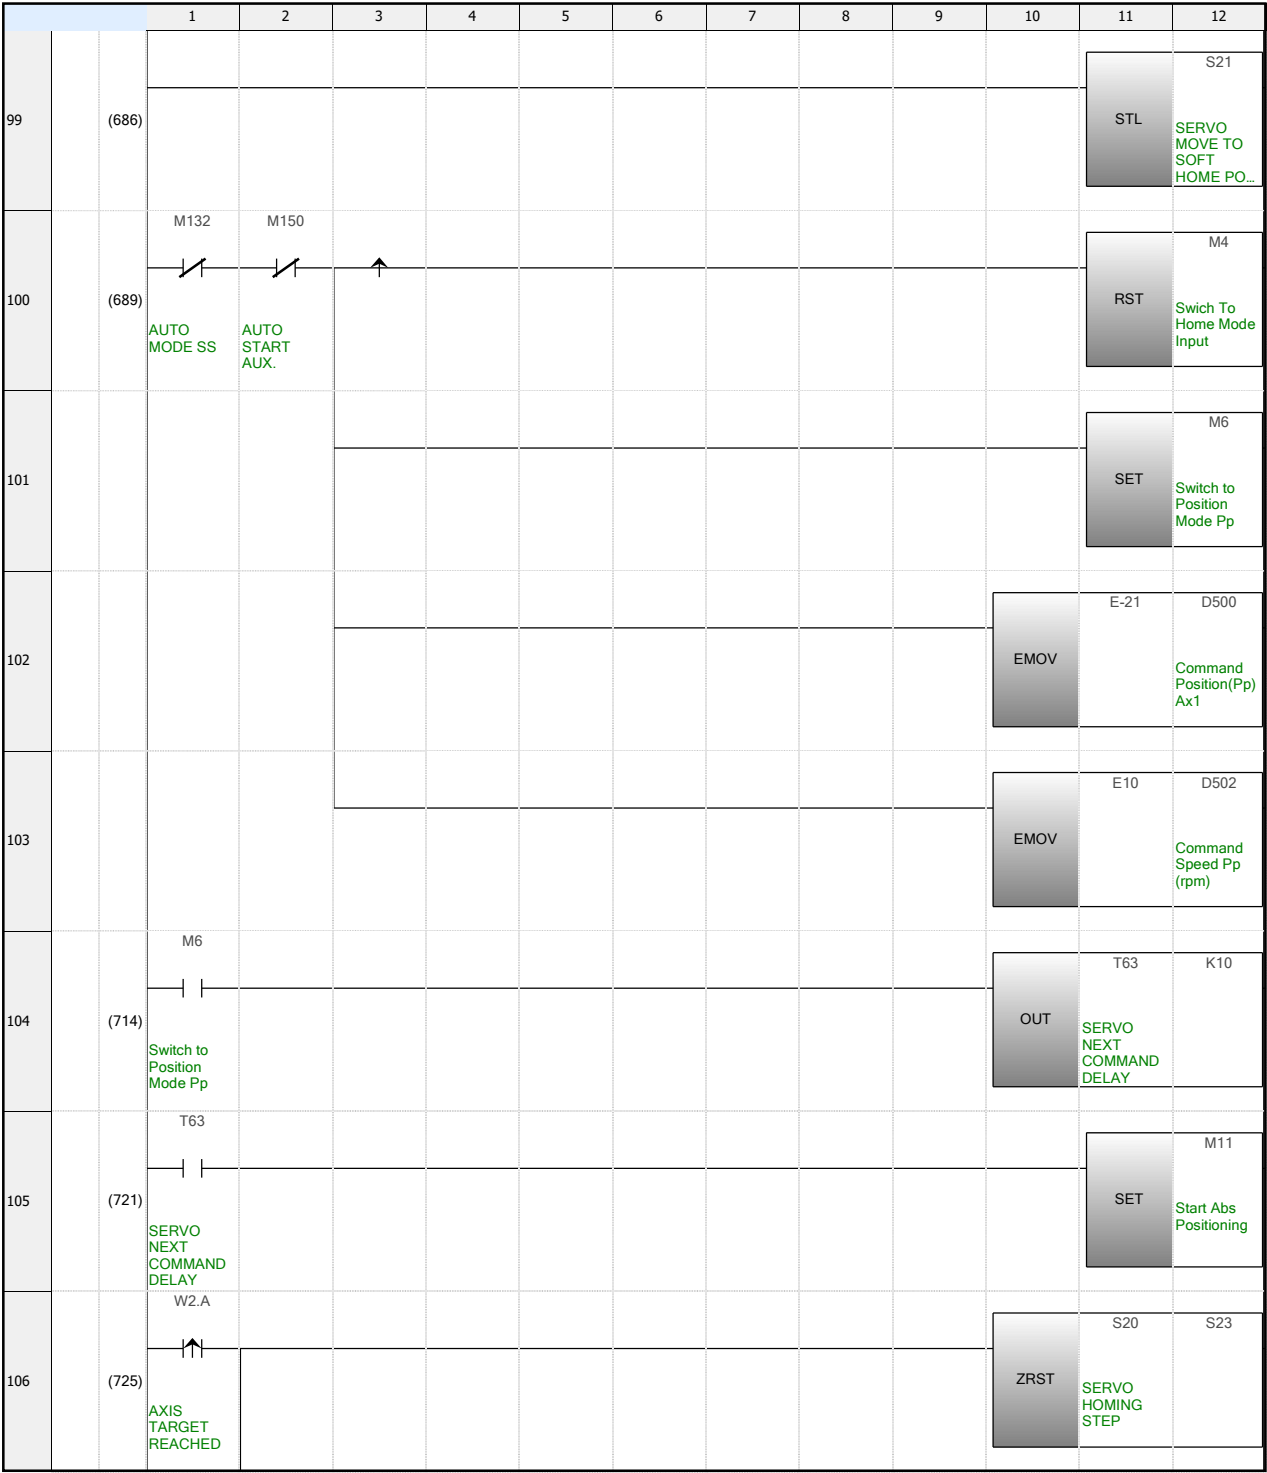 1 2 3 4 5 6 7 8 9 10 11 12
S21
99 (686) STL
SERVO
MOVE TO
SOFT
HOME PO...
M132 M150 M4
100 (689) RST
AUTO
MODE SS
AUTO
START
AUX.
Swich To
Home Mode
Input
M6
101 SET
Switch to
Position
Mode Pp
E-21 D500
102 EMOV
Command
Position(Pp)
Ax1
E10 D502
103 EMOV
Command
Speed Pp
(rpm)
M6 T63 K10
104 (714) OUT
Switch to
Position
Mode Pp
SERVO
NEXT
COMMAND
DELAY
T63 M11
105 (721) SET
SERVO
NEXT
COMMAND
DELAY
Start Abs
Positioning
W2.A S20 S23
106 (725) ZRST
AXIS
TARGET
REACHED
SERVO
HOMING
STEP